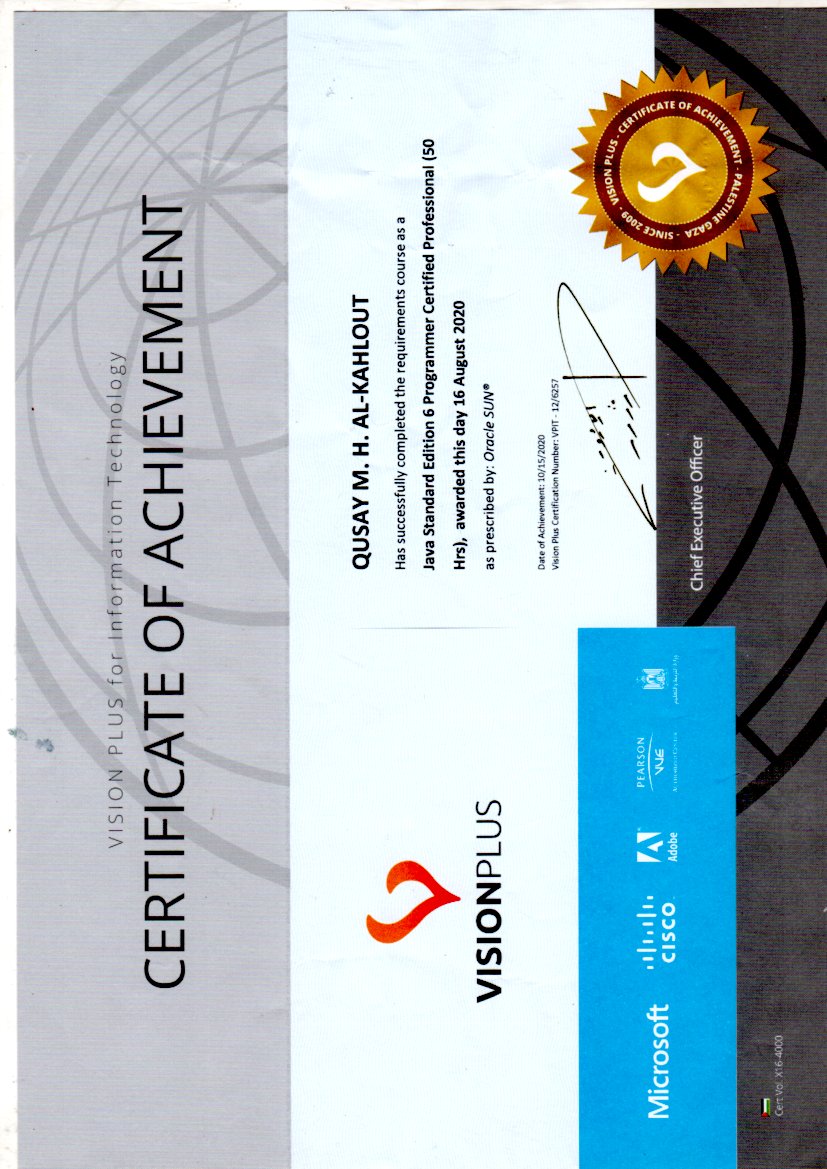 VISION PLUS for Information Technology
CERTIFICATE OF ACHIEVEMENT
VISIONPLUS
QUSAY M. H. AL-KAHLOUT
Has successfully completed the requirements course as a
Java Standard Edition 6 Programmer Certified Professional (50
Hrs), awarded this day 16 August 2020
as prescribed by: Oracle SUN®
Date of Achievement: 10/15/2020
Vision Plus Certification Number: VPIT - 12/6257
Microsoft
CISCO
Adobe
PEARSON
VUE
AUTHORIZED CENTER
وزارة التربية والتعليم
Chief Executive Officer
SINCE 2009 - VISION PLUS - CERTIFICATE OF ACHIEVEMENT - PALESTINE GAZA -
Cert Vol. X16-4000